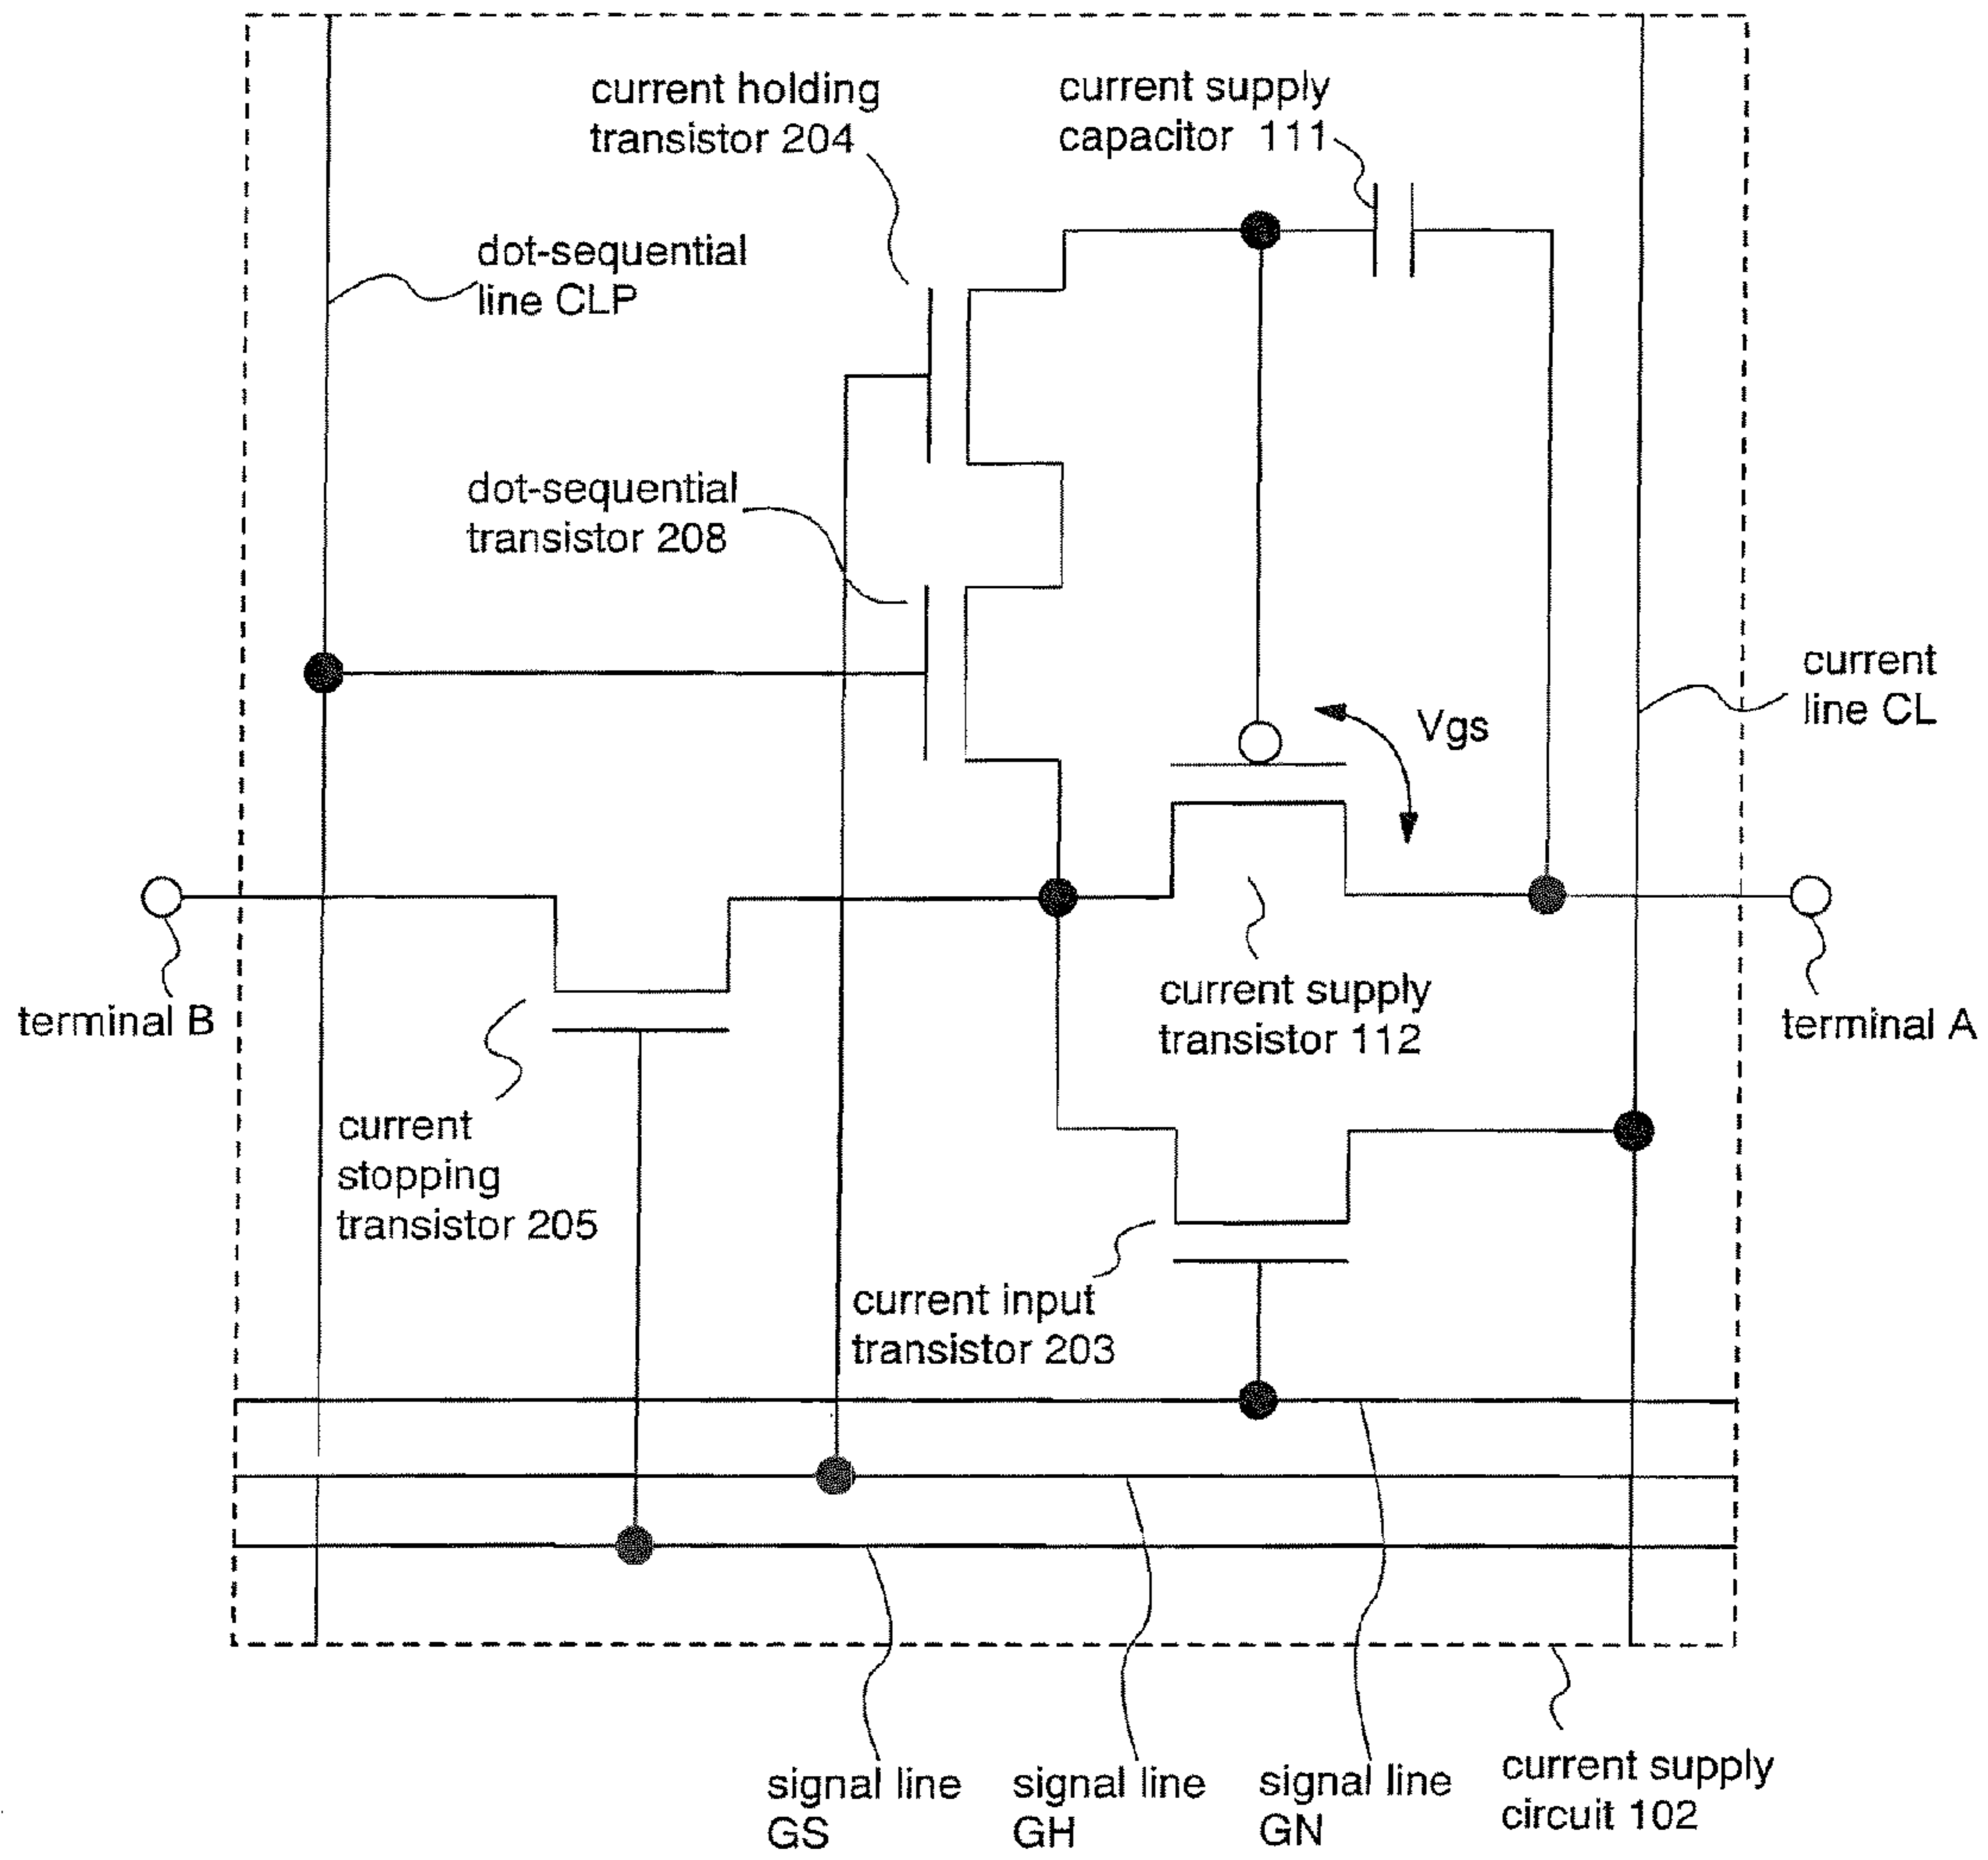 current holding
transistor 204
current supply
capacitor 111
dot-sequential
line CLP
dot-sequential
transistor 208
current
line CL
Vgs
terminal B
current supply
transistor 112
terminal A
current
stopping
transistor 205
current input
transistor 203
signal line
GS
signal line
GH
signal line
GN
current supply
circuit 102